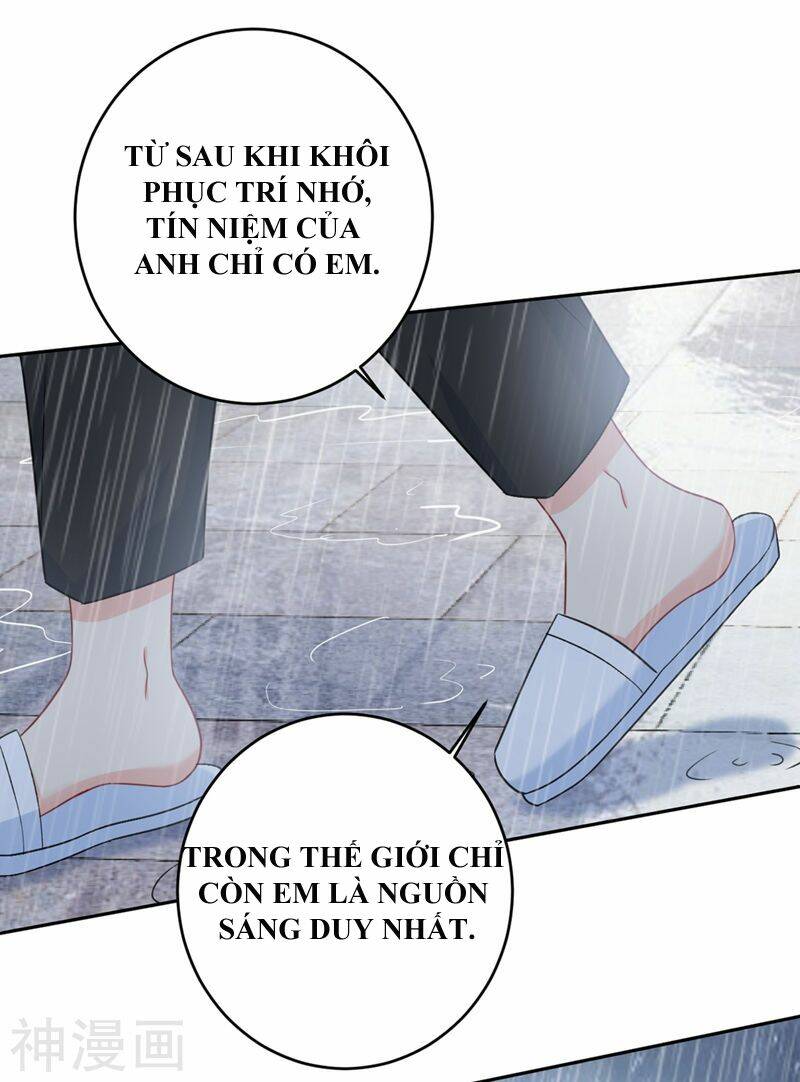 TỪ SAU KHI KHÔI
PHỤC TRÍ NHỚ,
TÍN NIỆM CỦA
ANH CHỈ CÓ EM.
TRONG THẾ GIỚI CHỈ
CÒN EM LÀ NGUỒN
SÁNG DUY NHẤT.
神漫画